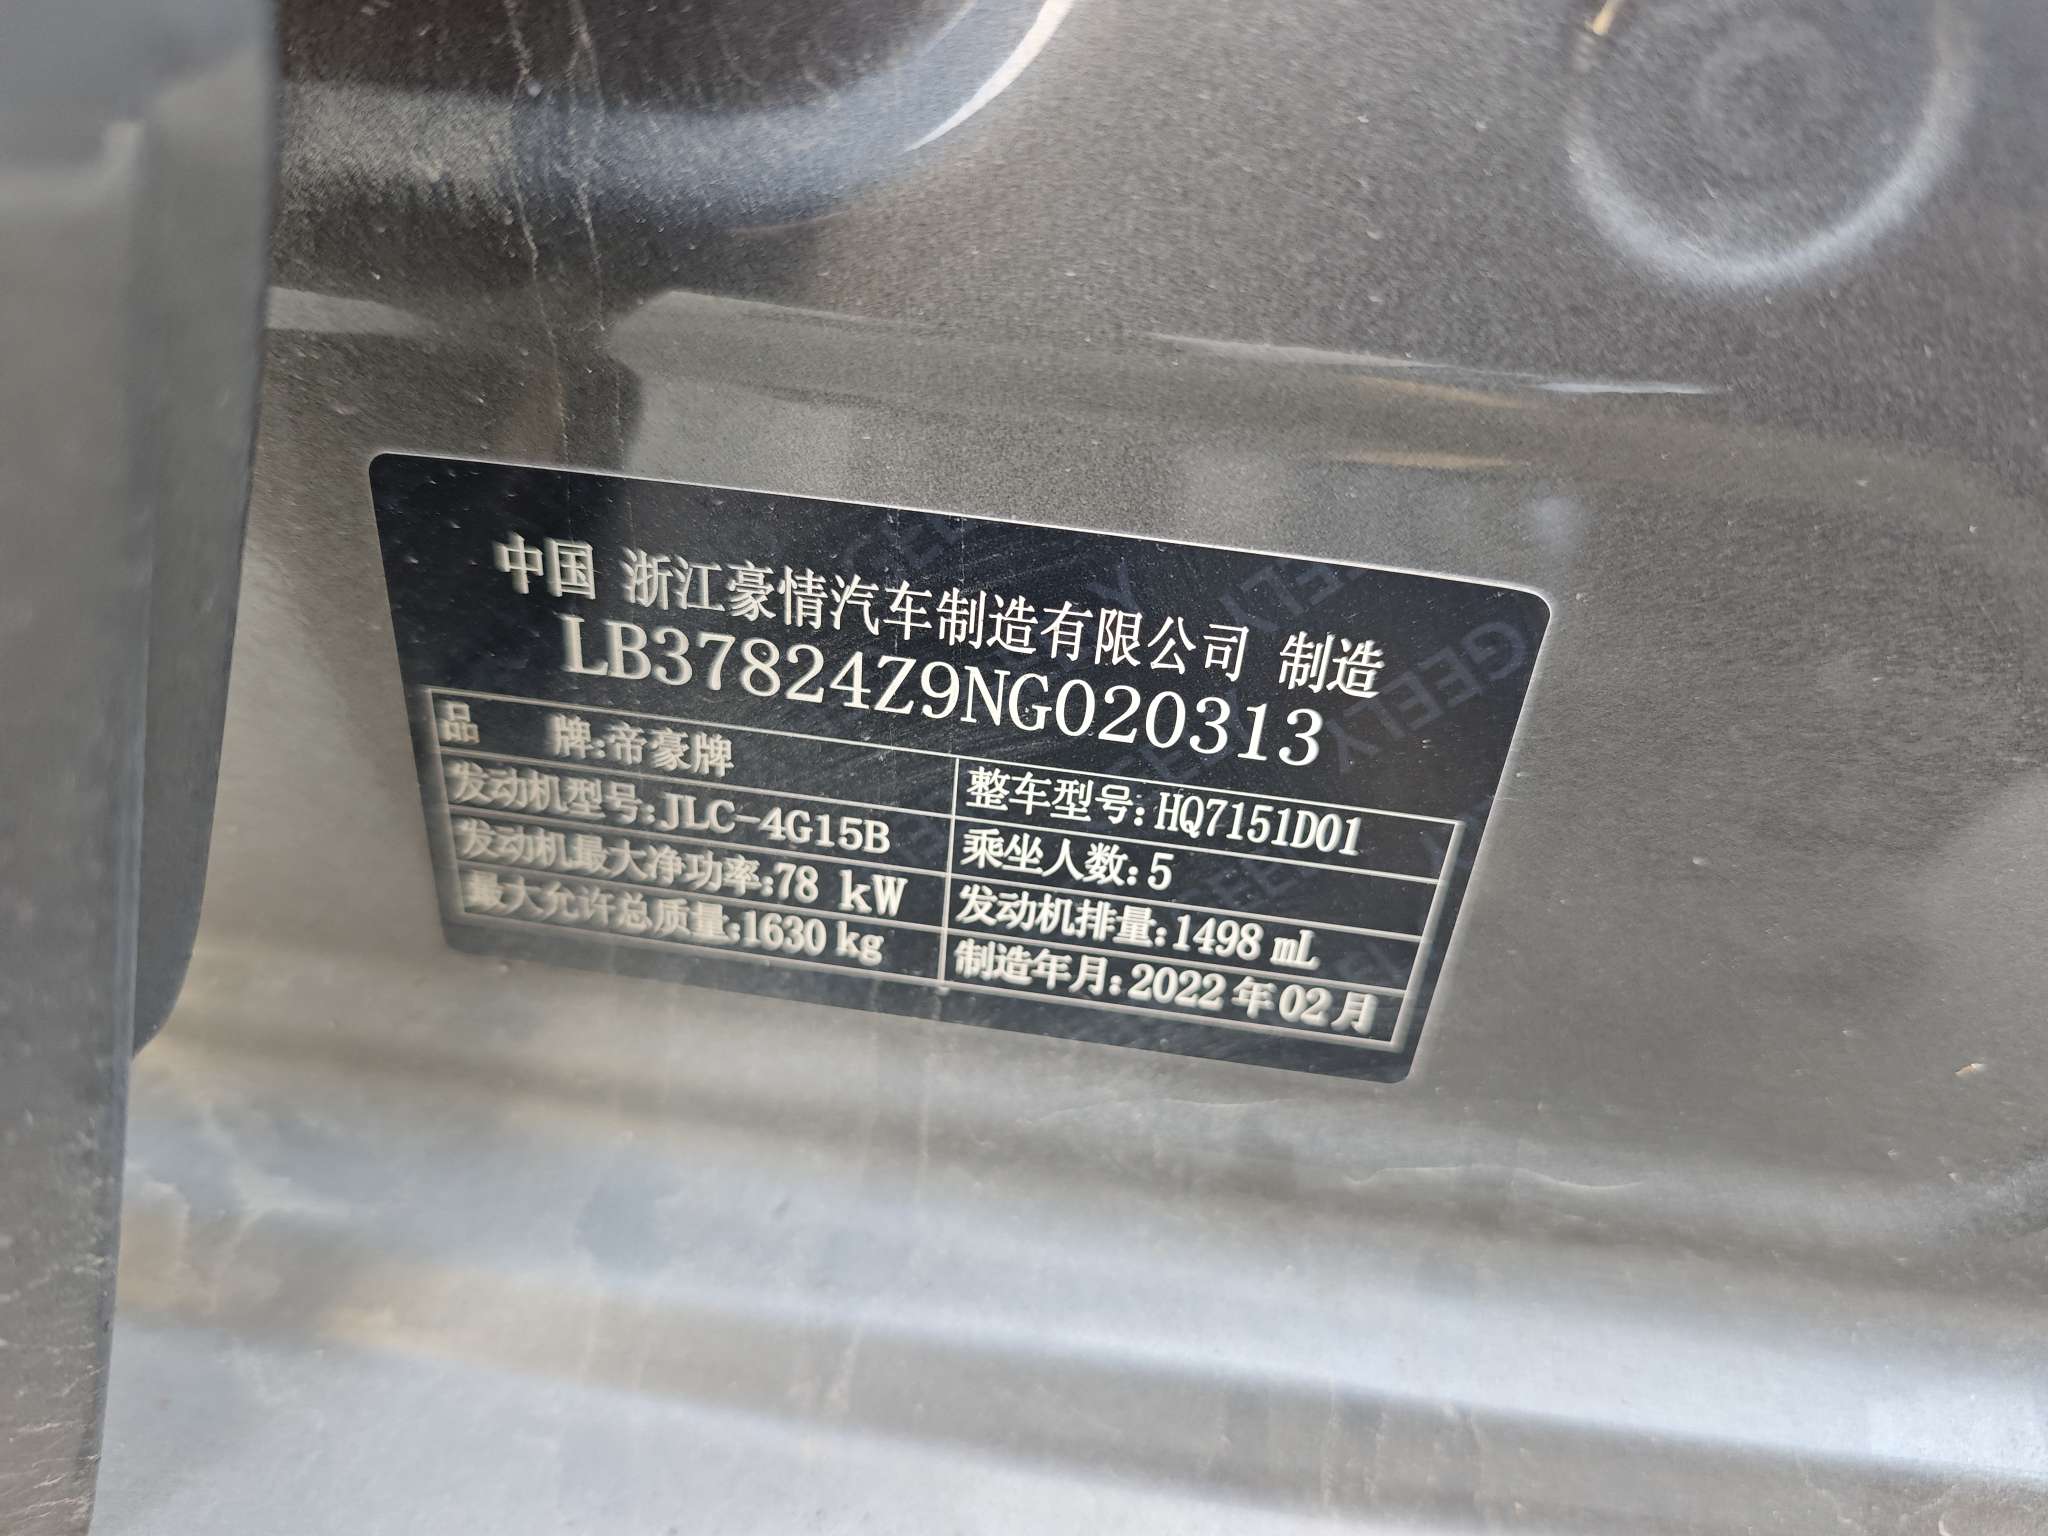 中国 浙江豪情汽车制造有限公司 制造
LB37824Z9NG020313
品 牌:帝豪牌
整车型号:HQ7151D01
发动机型号:JLC-4G15B
乘坐人数:5
发动机最大净功率:78 kW
发动机排量:1498 mL
最大允许总质量:1630 kg
制造年月:2022年02月
GEELY